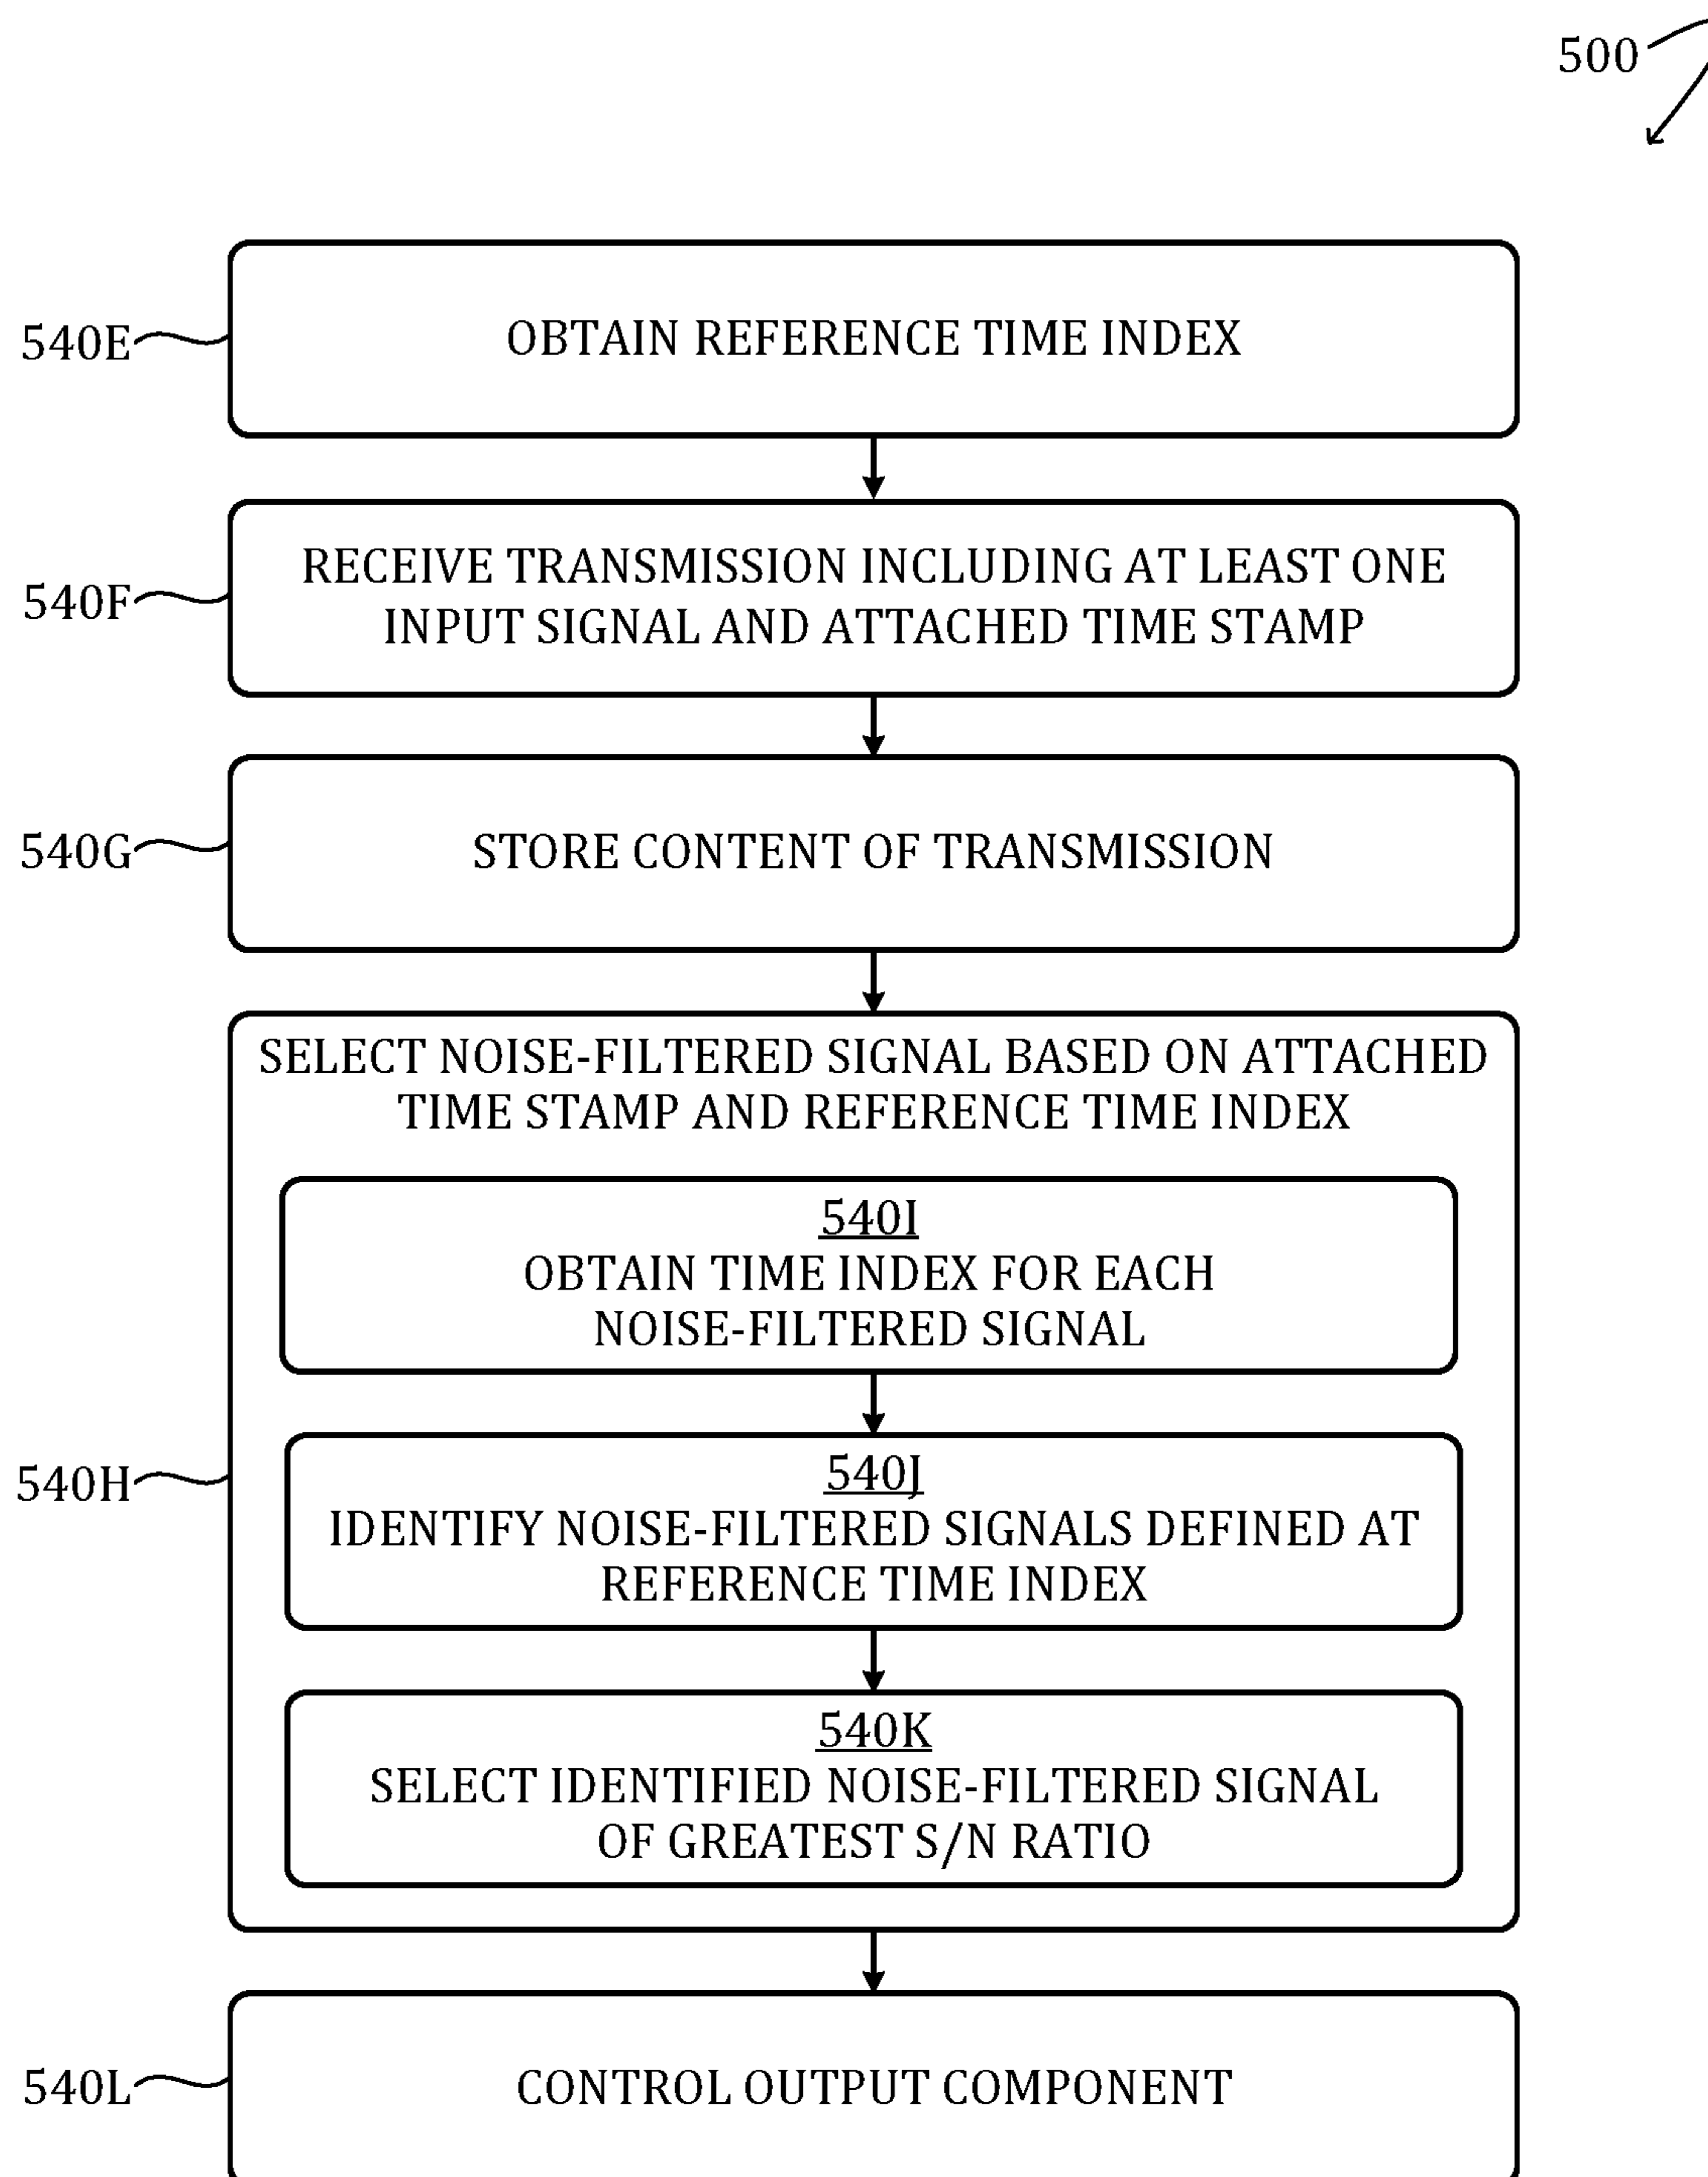 500
540E
OBTAIN REFERENCE TIME INDEX
540F
RECEIVE TRANSMISSION INCLUDING AT LEAST ONE
INPUT SIGNAL AND ATTACHED TIME STAMP
540G
STORE CONTENT OF TRANSMISSION
540H
SELECT NOISE-FILTERED SIGNAL BASED ON ATTACHED
TIME STAMP AND REFERENCE TIME INDEX
540I
OBTAIN TIME INDEX FOR EACH
NOISE-FILTERED SIGNAL
540J
IDENTIFY NOISE-FILTERED SIGNALS DEFINED AT
REFERENCE TIME INDEX
540K
SELECT IDENTIFIED NOISE-FILTERED SIGNAL
OF GREATEST S/N RATIO
540L
CONTROL OUTPUT COMPONENT